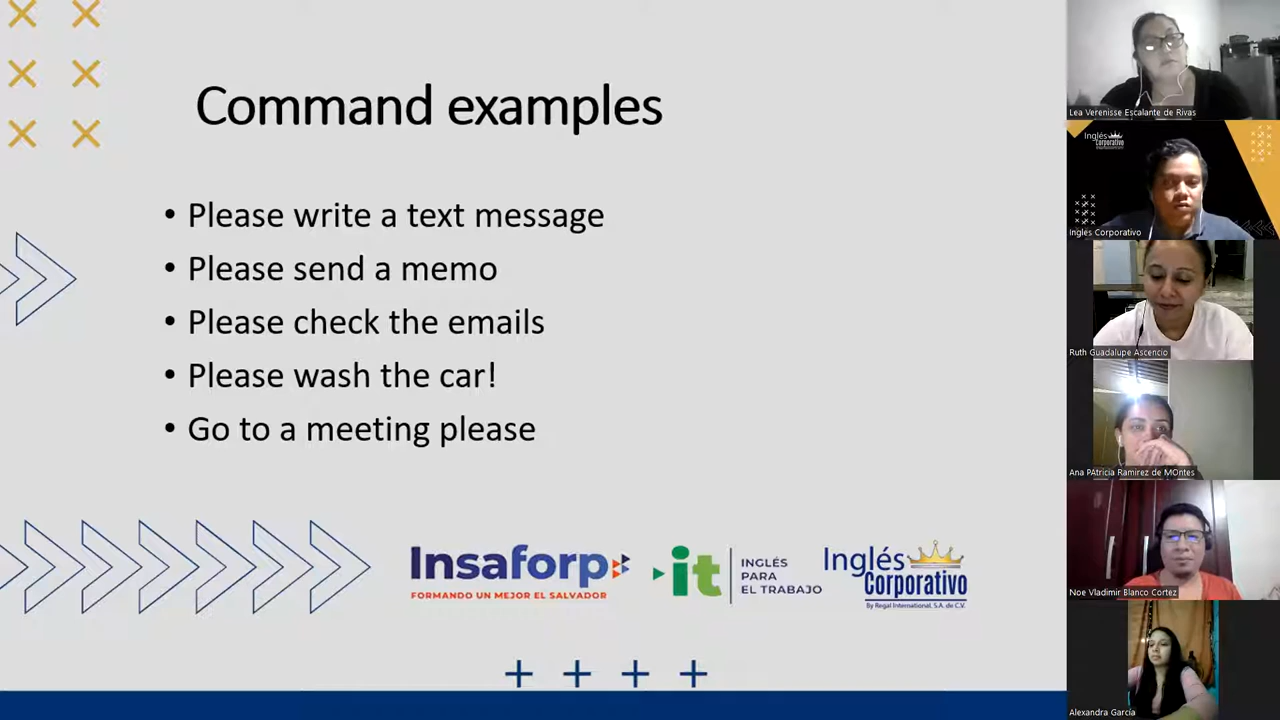 Command examples
• Please write a text message
• Please send a memo
• Please check the emails
• Please wash the car!
• Go to a meeting please
Insaforp
FORMANDO UN MEJOR EL SALVADOR
it
INGLÉS
PARA
EL TRABAJO
Inglés
Corporativo
By Regal International, S.A. de C.V.
Lea Verenisse Escalante de Rivas
Inglés
Corporativo
Inglés Corporativo
Ruth Guadalupe Ascencio
Ana PAtricia Ramirez de MOntes
Noe Vladimir Blanco Cortez
Alexandra García